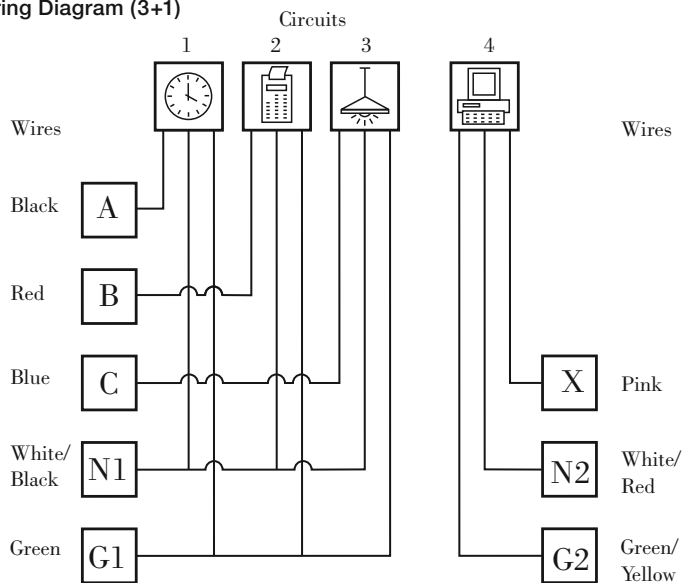 ring Diagram (3+1)
Circuits
1 2 3 4
Wires Wires
Black A
Red B
Blue C X Pink
White/
Black N1 N2 White/
Red
Green G1 G2 Green/
Yellow